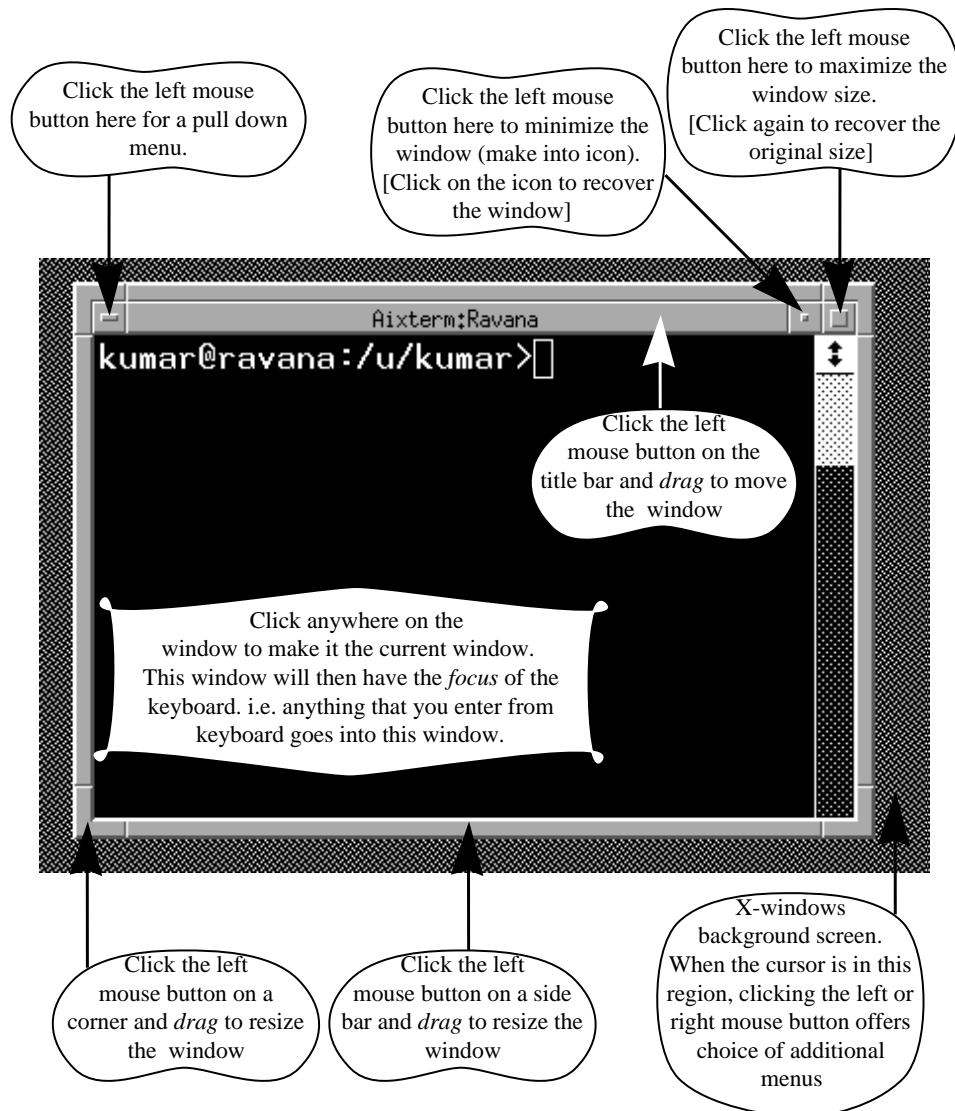 Click the left mouse
button here to maximize the
window size.
[Click again to recover the
original size]
Click the left mouse
button here for a pull down
menu.
Click the left mouse
button here to minimize the
window (make into icon).
[Click on the icon to recover
the window]
Aixterm:Ravana
kumar@ravana:/u/kumar>
Click the left
mouse button on the
title bar and drag to move
the window
Click anywhere on the
window to make it the current window.
This window will then have the focus of the
keyboard. i.e. anything that you enter from
keyboard goes into this window.
Click the left
mouse button on a
corner and drag to resize
the window
Click the left
mouse button on a side
bar and drag to resize the
window
X-windows
background screen.
When the cursor is in this
region, clicking the left or
right mouse button offers
choice of additional
menus